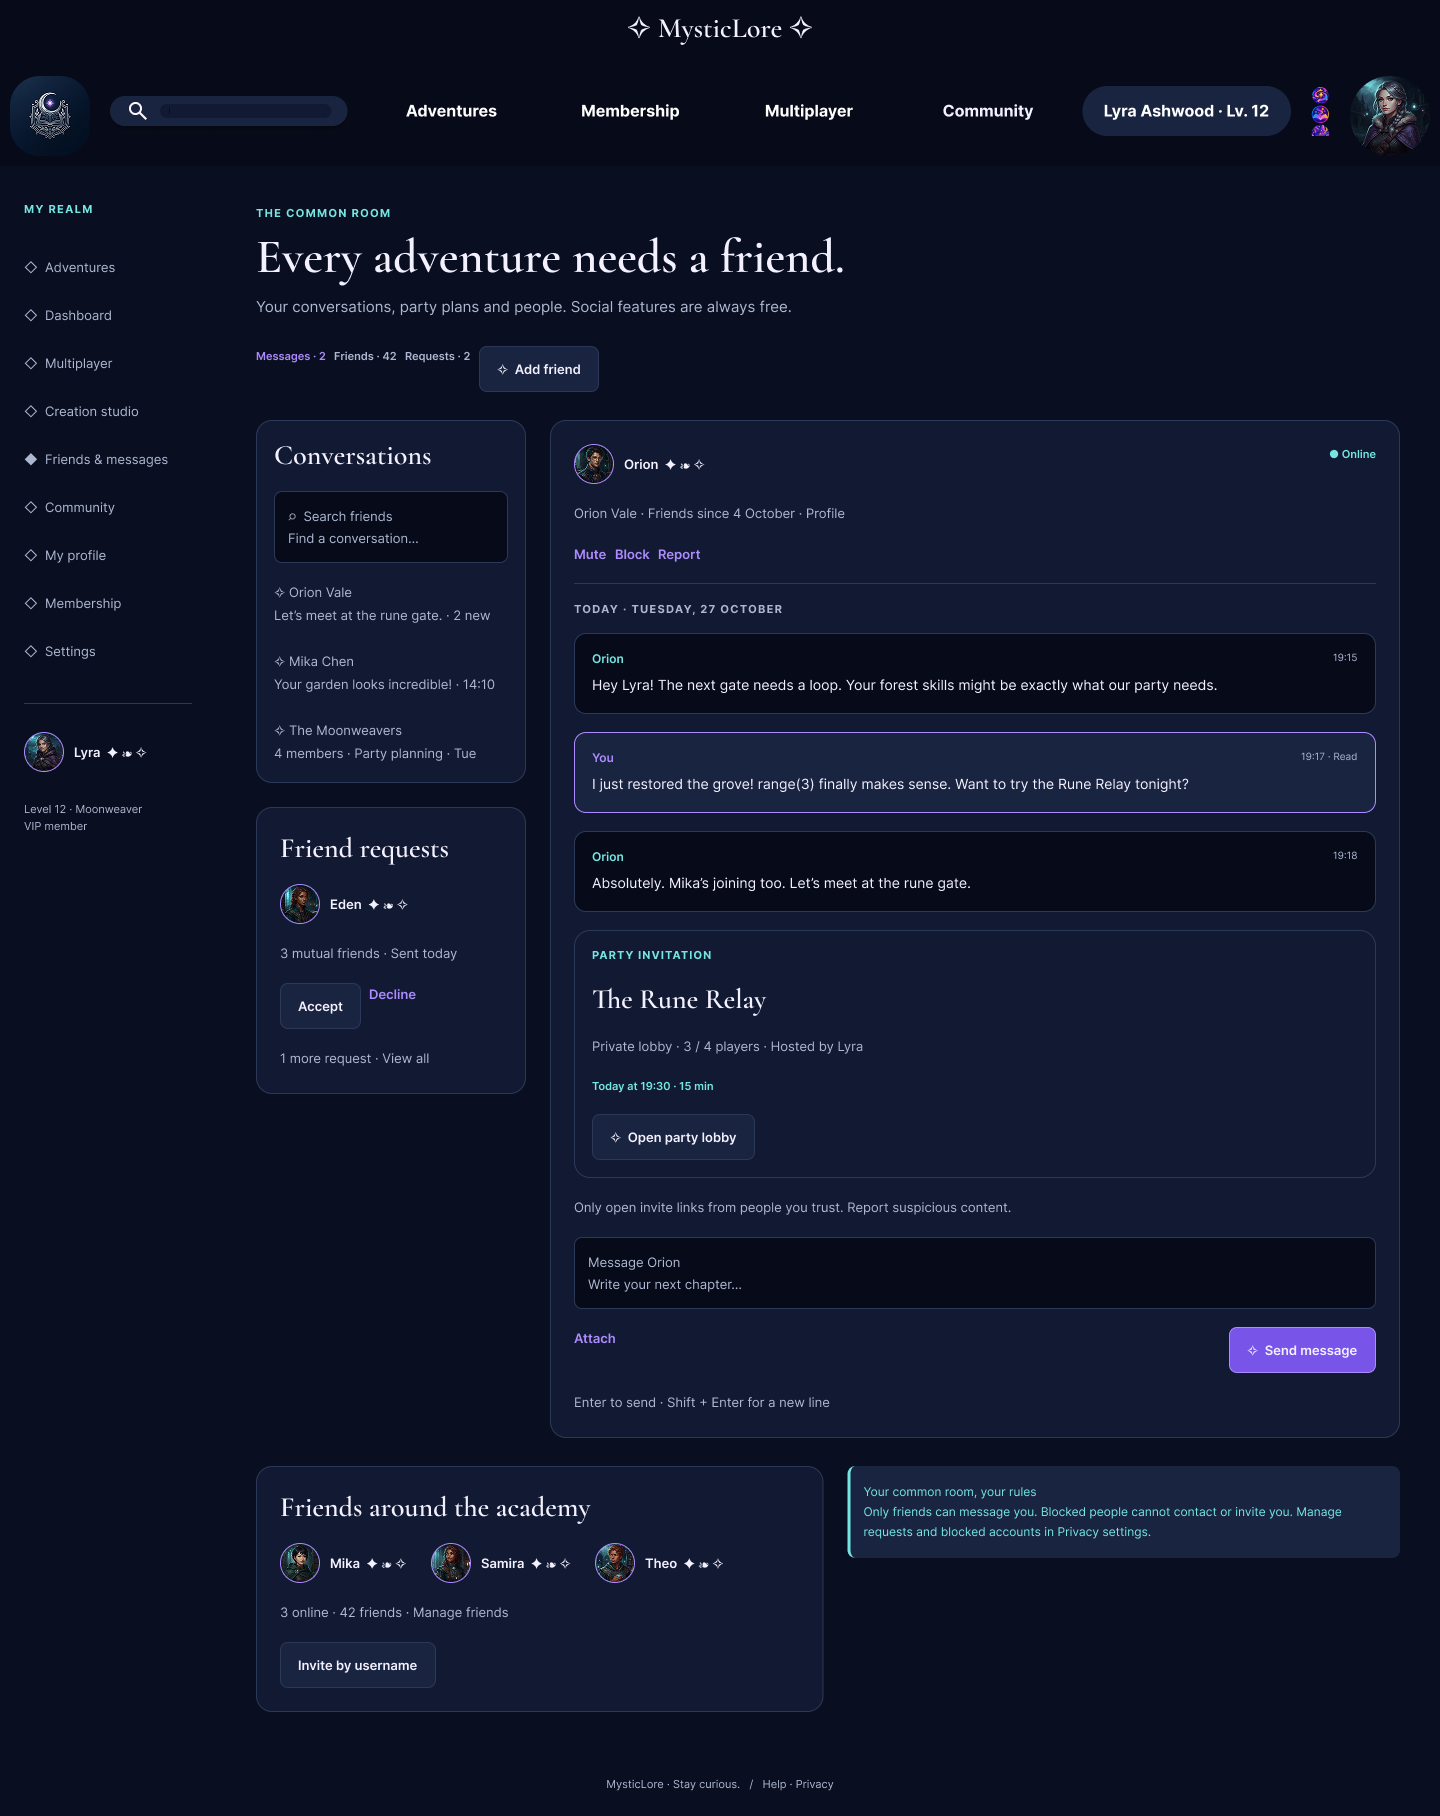 ✧ MysticLore ✧
Adventures
Membership
Multiplayer
Community
Lyra Ashwood · Lv. 12
MY REALM
◇ Adventures
◇ Dashboard
◇ Multiplayer
◇ Creation studio
◆ Friends & messages
◇ Community
◇ My profile
◇ Membership
◇ Settings
Lyra ✦ ❧ ✧
Level 12 · Moonweaver
VIP member
THE COMMON ROOM
Every adventure needs a friend.
Your conversations, party plans and people. Social features are always free.
Messages · 2 Friends · 42 Requests · 2
✧ Add friend
Conversations
⌕ Search friends
Find a conversation…
✧ Orion Vale
Let’s meet at the rune gate. · 2 new
✧ Mika Chen
Your garden looks incredible! · 14:10
✧ The Moonweavers
4 members · Party planning · Tue
Friend requests
Eden ✦ ❧ ✧
3 mutual friends · Sent today
Accept
Decline
1 more request · View all
Orion ✦ ❧ ✧
● Online
Orion Vale · Friends since 4 October · Profile
Mute Block Report
TODAY · TUESDAY, 27 OCTOBER
Orion
19:15
Hey Lyra! The next gate needs a loop. Your forest skills might be exactly what our party needs.
You
19:17 · Read
I just restored the grove! range(3) finally makes sense. Want to try the Rune Relay tonight?
Orion
19:18
Absolutely. Mika’s joining too. Let’s meet at the rune gate.
PARTY INVITATION
The Rune Relay
Private lobby · 3 / 4 players · Hosted by Lyra
Today at 19:30 · 15 min
✧ Open party lobby
Only open invite links from people you trust. Report suspicious content.
Message Orion
Write your next chapter…
Attach
✧ Send message
Enter to send · Shift + Enter for a new line
Friends around the academy
Mika ✦ ❧ ✧
Samira ✦ ❧ ✧
Theo ✦ ❧ ✧
3 online · 42 friends · Manage friends
Invite by username
Your common room, your rules
Only friends can message you. Blocked people cannot contact or invite you. Manage
requests and blocked accounts in Privacy settings.
MysticLore · Stay curious. / Help · Privacy